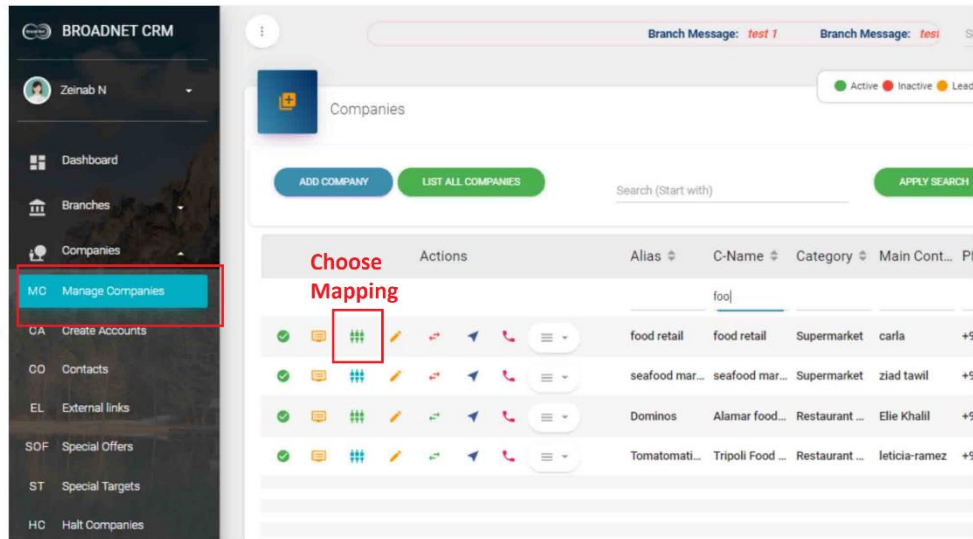 BROADNET CRM
Branch Message: test 1 Branch Message: tesi
Zeinab N
Active Inactive Lead
Companies
Dashboard
ADD COMPANY LIST ALL COMPANIES Search (Start with) APPLY SEARCH
Branches
Companies
Actions Alias C-Name Category Main Cont...
Choose
Mapping
MC Manage Companies
foo
CA Create Accounts
food retail food retail Supermarket carla
CO Contacts
seafood mar... seafood mar... Supermarket ziad tawil
EL External links
Dominos Alamar food... Restaurant ... Elie Khalil
SOF Special Offers
Tomatomati... Tripoli Food ... Restaurant ... leticia-ramez
ST Special Targets
HC Halt Companies